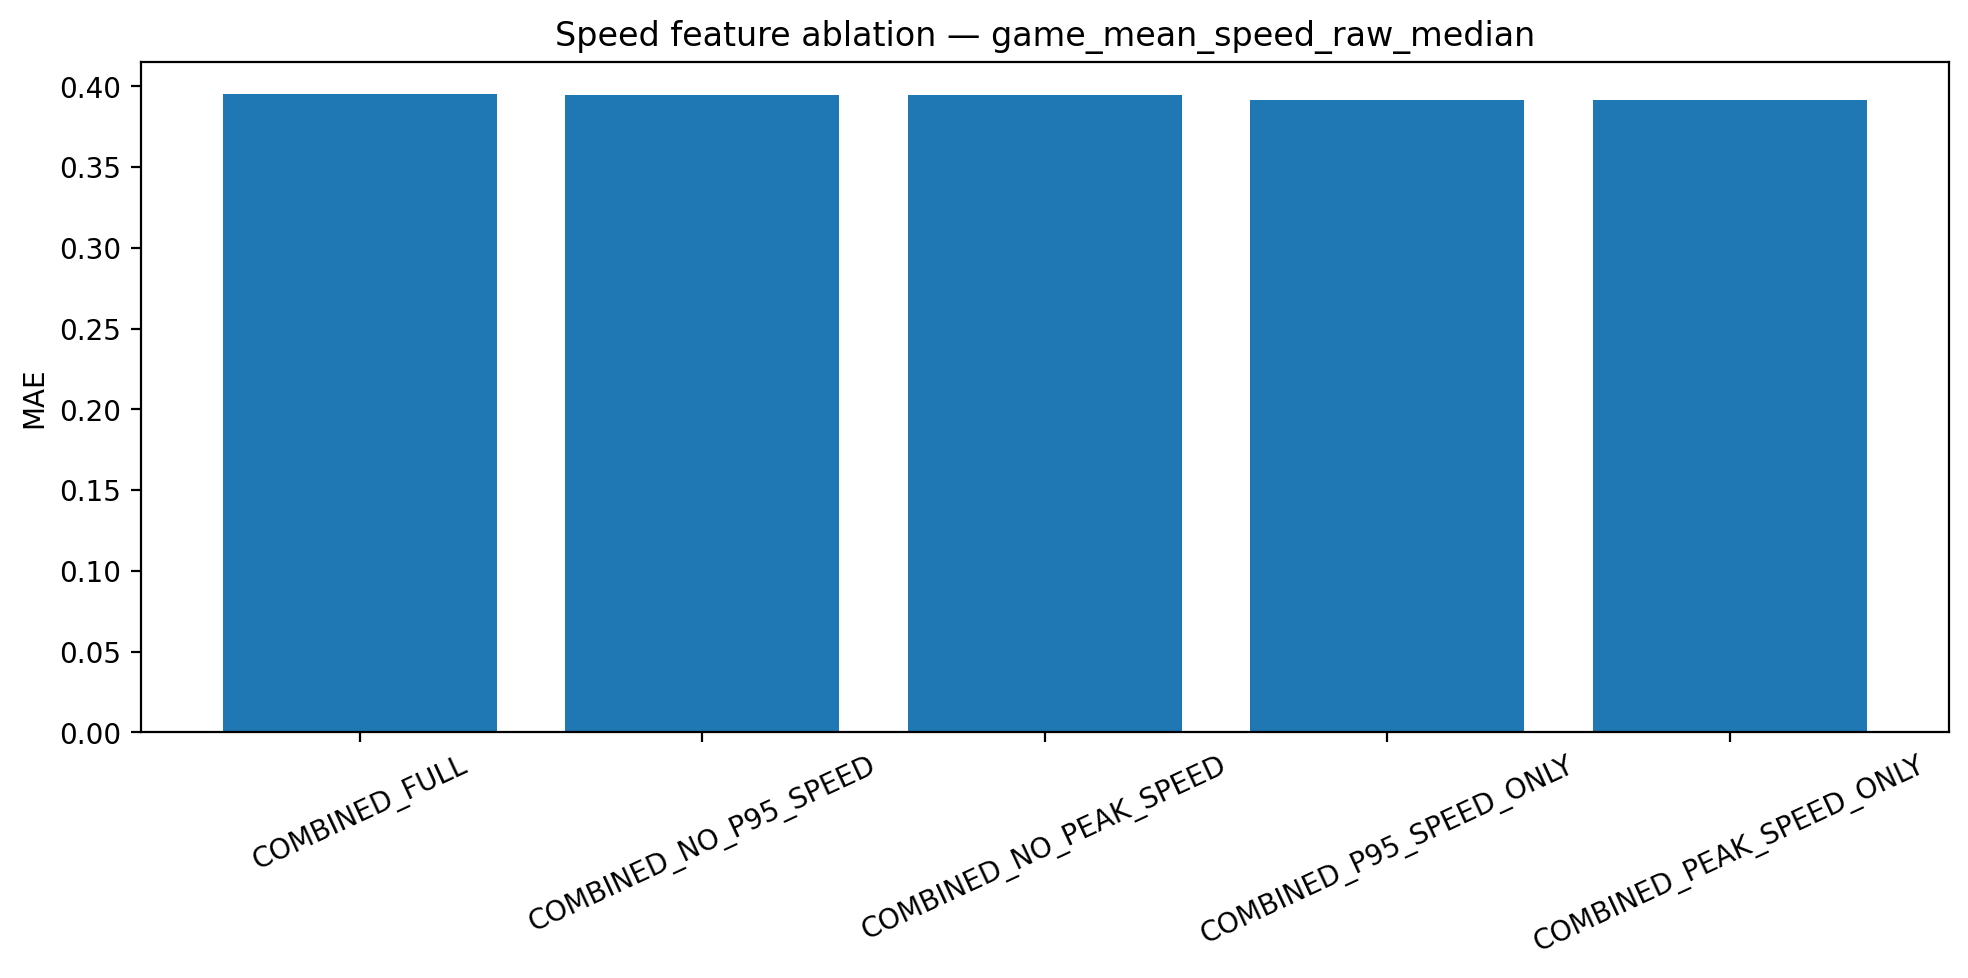 Speed feature ablation — game_mean_speed_raw_median
MAE
0.40
0.35
0.30
0.25
0.20
0.15
0.10
0.05
0.00
COMBINED_FULL
COMBINED_NO_P95_SPEED
COMBINED_NO_PEAK_SPEED
COMBINED_P95_SPEED_ONLY
COMBINED_PEAK_SPEED_ONLY